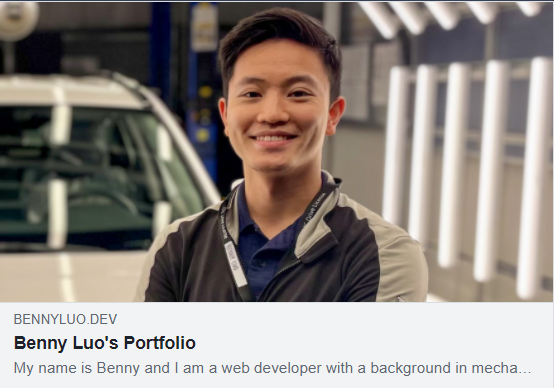 BENNYLUO.DEV
Benny Luo's Portfolio
My name is Benny and I am a web developer with a background in mecha…